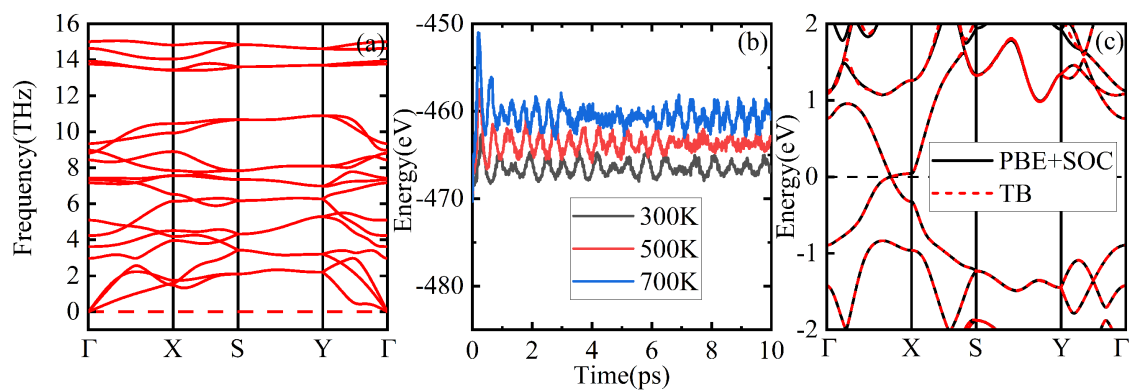 (a)
Frequency(THz)
16
14
12
10
8
6
4
2
0
Γ X S Y Γ
(b)
Energy(eV)
-450
-460
-470
-480
300K
500K
700K
0 2 4 6 8 10
Time(ps)
(c)
Energy(eV)
2
1
0
-1
-2
PBE+SOC
TB
Γ X S Y Γ